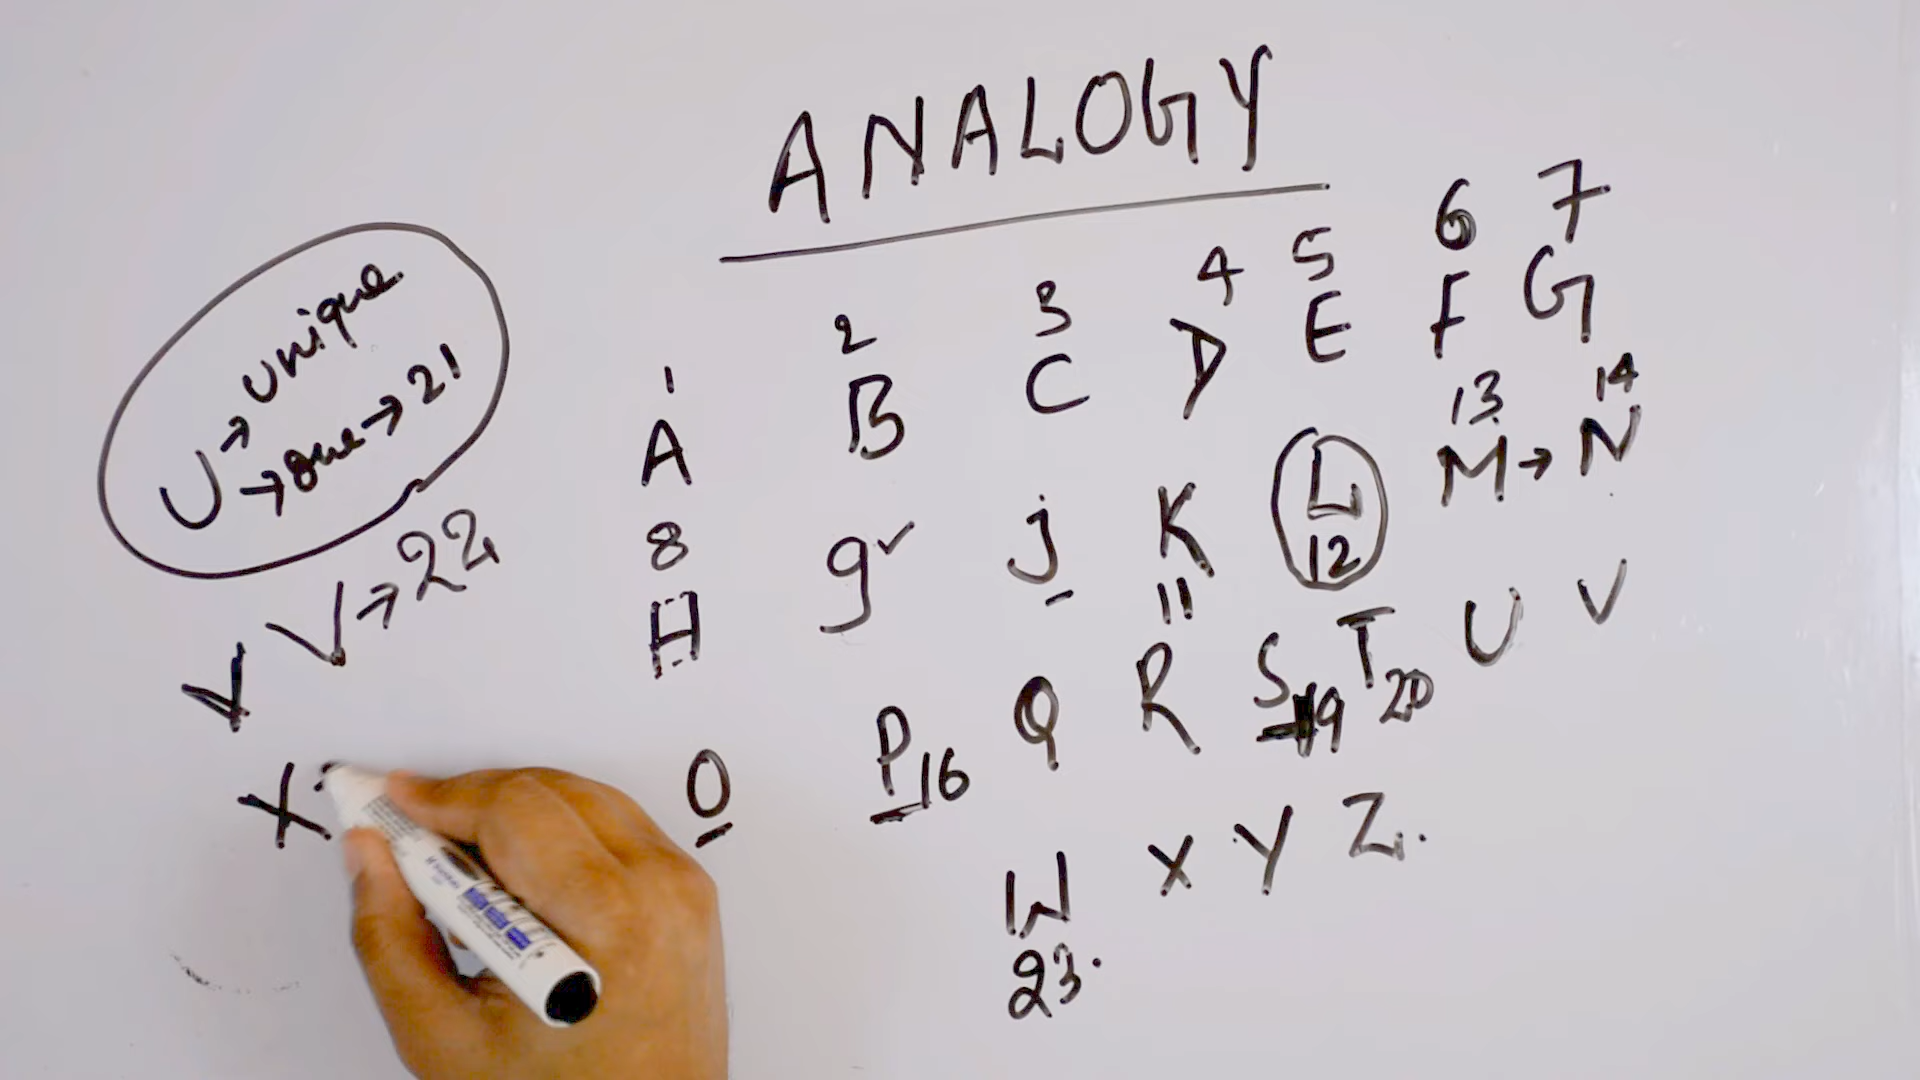 ANALOGY
1 2 3 4 5 6 7
A B C D E F G
8 13 14
H g j K L M → N
11 12
O P 16 Q R S 19 T 20 U V
W X Y Z.
23.
U → unique
→ one → 21
V → 22
X